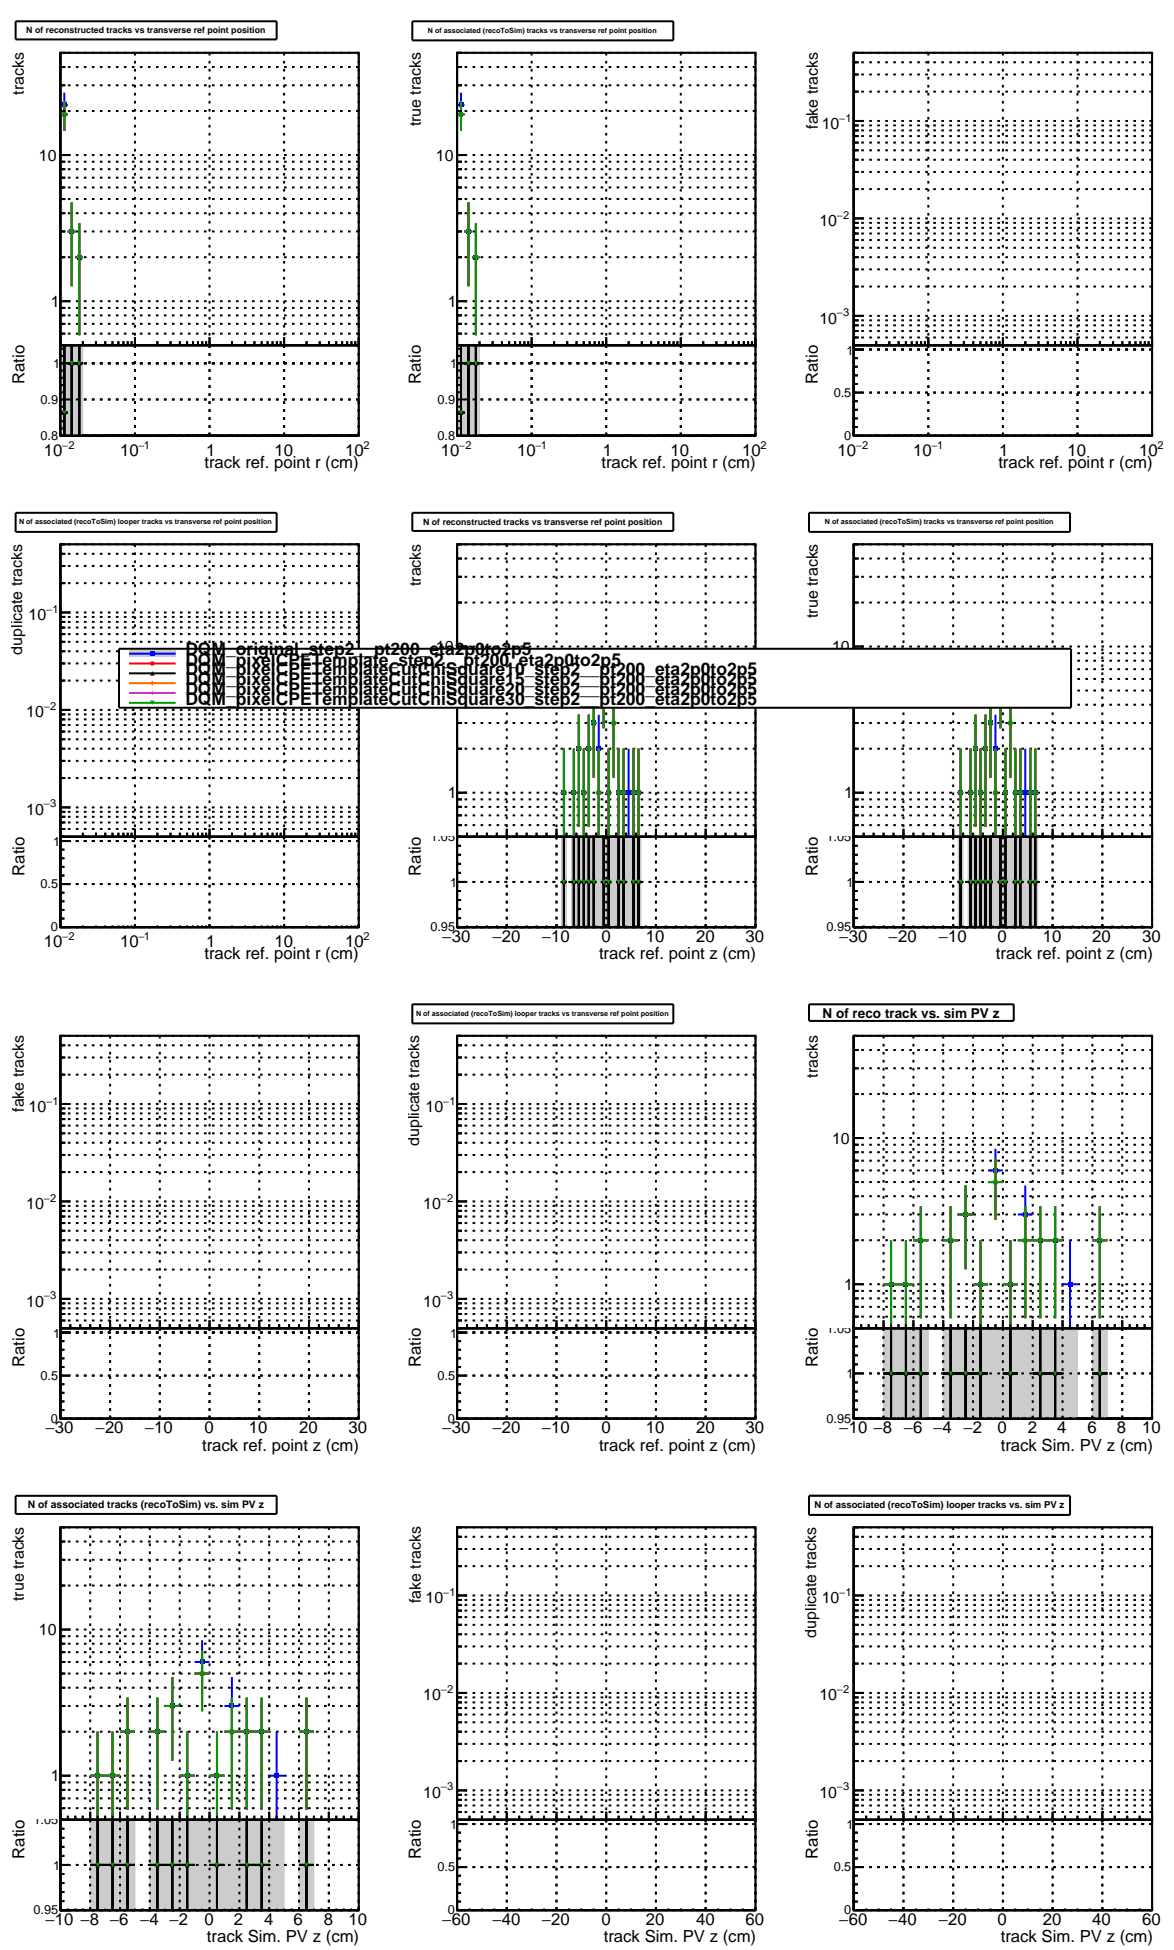 N of reconstructed tracks vs transverse ref point position
tracks
10
1
Ratio
1
0.9
0.8
10−2 10−1 1 10 102
track ref. point r (cm)
N of associated (recoToSim) tracks vs transverse ref point position
true tracks
10
1
Ratio
1
0.9
0.8
10−2 10−1 1 10 102
track ref. point r (cm)
fake tracks
10−1
10−2
10−3
Ratio
1
0.5
0
10−2 10−1 1 10 102
track ref. point r (cm)
N of associated (recoToSim) looper tracks vs transverse ref point position
duplicate tracks
10−1
10−2
10−3
Ratio
1
0.5
0
10−2 10−1 1 10 102
track ref. point r (cm)
N of reconstructed tracks vs transverse ref point position
tracks
10
1
Ratio
1.05
1
0.95
−30 −20 −10 0 10 20 30
track ref. point z (cm)
N of associated (recoToSim) tracks vs transverse ref point position
true tracks
10
1
Ratio
1.05
1
0.95
−30 −20 −10 0 10 20 30
track ref. point z (cm)
DQM_original_step2__pt200_eta2p0to2p5
DQM_pixelCPETemplate_step2__pt200_eta2p0to2p5
DQM_pixelCPETemplateCutChiSquare10_step2__pt200_eta2p0to2p5
DQM_pixelCPETemplateCutChiSquare15_step2__pt200_eta2p0to2p5
DQM_pixelCPETemplateCutChiSquare20_step2__pt200_eta2p0to2p5
DQM_pixelCPETemplateCutChiSquare30_step2__pt200_eta2p0to2p5
fake tracks
10−1
10−2
10−3
Ratio
1
0.5
0
−30 −20 −10 0 10 20 30
track ref. point z (cm)
N of associated (recoToSim) looper tracks vs transverse ref point position
duplicate tracks
10−1
10−2
10−3
Ratio
1
0.5
0
−30 −20 −10 0 10 20 30
track ref. point z (cm)
N of reco track vs. sim PV z
tracks
10
1
Ratio
1.05
1
0.95
−10 −8 −6 −4 −2 0 2 4 6 8 10
track Sim. PV z (cm)
N of associated tracks (recoToSim) vs. sim PV z
true tracks
10
1
Ratio
1.05
1
0.95
−10 −8 −6 −4 −2 0 2 4 6 8 10
track Sim. PV z (cm)
fake tracks
10−1
10−2
10−3
Ratio
1
0.5
0
−60 −40 −20 0 20 40 60
track Sim. PV z (cm)
N of associated (recoToSim) looper tracks vs. sim PV z
duplicate tracks
10−1
10−2
10−3
Ratio
1
0.5
0
−60 −40 −20 0 20 40 60
track Sim. PV z (cm)